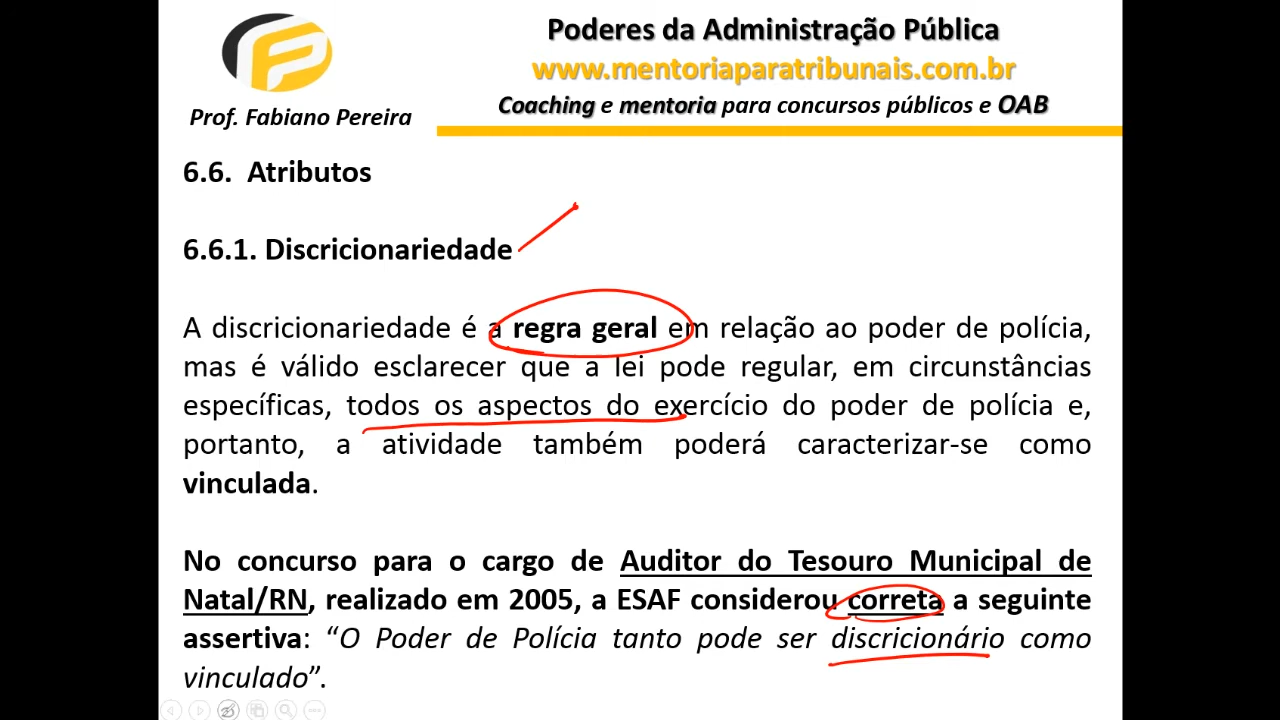 Poderes da Administração Pública
www.mentoriaparatribunais.com.br
Coaching e mentoria para concursos públicos e OAB
Prof. Fabiano Pereira
6.6. Atributos
6.6.1. Discricionariedade
A discricionariedade é a regra geral em relação ao poder de polícia,
mas é válido esclarecer que a lei pode regular, em circunstâncias
específicas, todos os aspectos do exercício do poder de polícia e,
portanto, a atividade também poderá caracterizar-se como
vinculada.
No concurso para o cargo de Auditor do Tesouro Municipal de
Natal/RN, realizado em 2005, a ESAF considerou correta a seguinte
assertiva: “O Poder de Polícia tanto pode ser discricionário como
vinculado”.